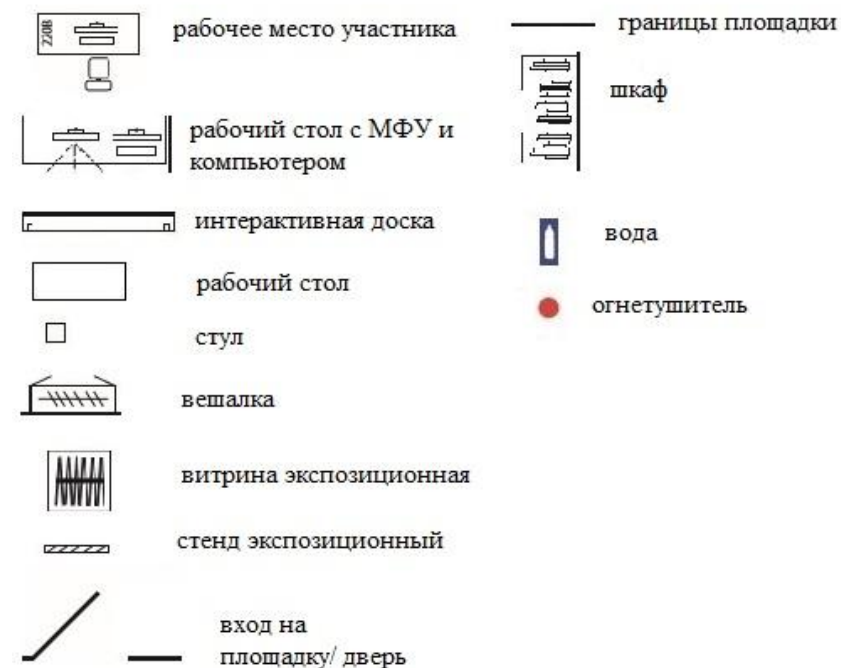 220В
рабочее место участника
рабочий стол с МФУ и
компьютером
интерактивная доска
рабочий стол
стул
вешалка
витрина экспозиционная
стенд экспозиционный
вход на
площадку/ дверь
границы площадки
шкаф
вода
огнетушитель